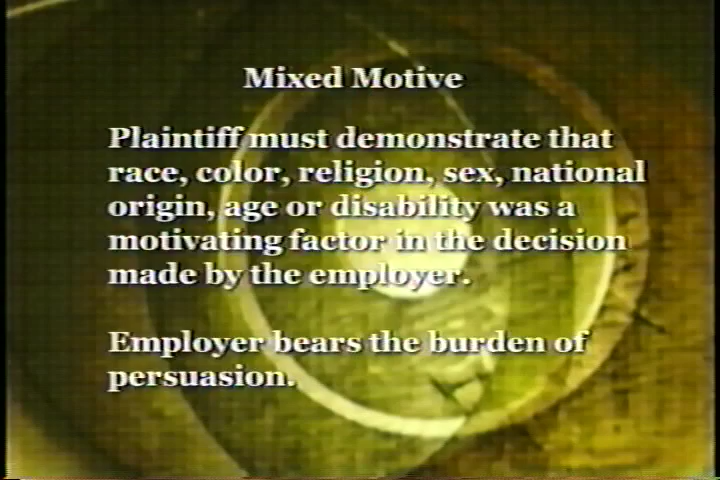 Mixed Motive
Plaintiff must demonstrate that
race, color, religion, sex, national
origin, age or disability was a
motivating factor in the decision
made by the employer.
Employer bears the burden of
persuasion.